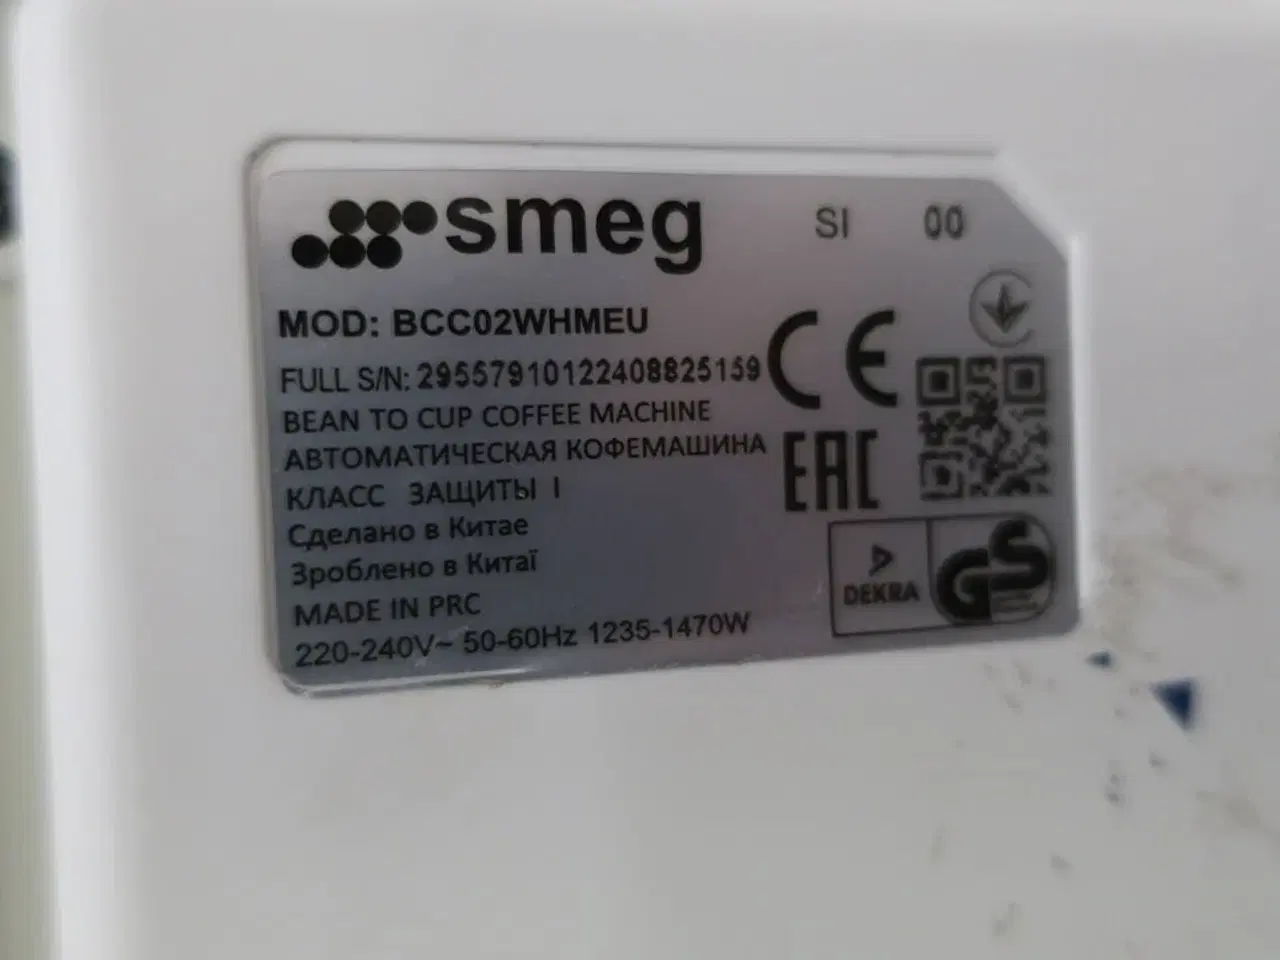 smeg SI 00
MOD: BCC02WHMEU
FULL S/N: 29557910122408825159
BEAN TO CUP COFFEE MACHINE
АВТОМАТИЧЕСКАЯ КОФЕМАШИНА
КЛАСС ЗАЩИТЫ I
Сделано в Китае
Зроблено в Китаї
MADE IN PRC
220-240V~ 50-60Hz 1235-1470W
CE
EAC
DEKRA
GS